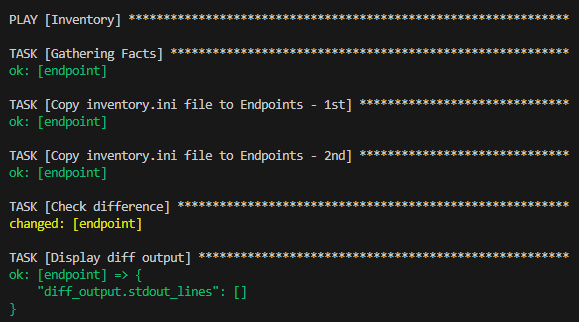 PLAY [Inventory] ***************************************************************
TASK [Gathering Facts] *********************************************************
ok: [endpoint]
TASK [Copy inventory.ini file to Endpoints - 1st] ******************************
ok: [endpoint]
TASK [Copy inventory.ini file to Endpoints - 2nd] ******************************
ok: [endpoint]
TASK [Check difference] ********************************************************
changed: [endpoint]
TASK [Display diff output] *****************************************************
ok: [endpoint] => {
    "diff_output.stdout_lines": []
}